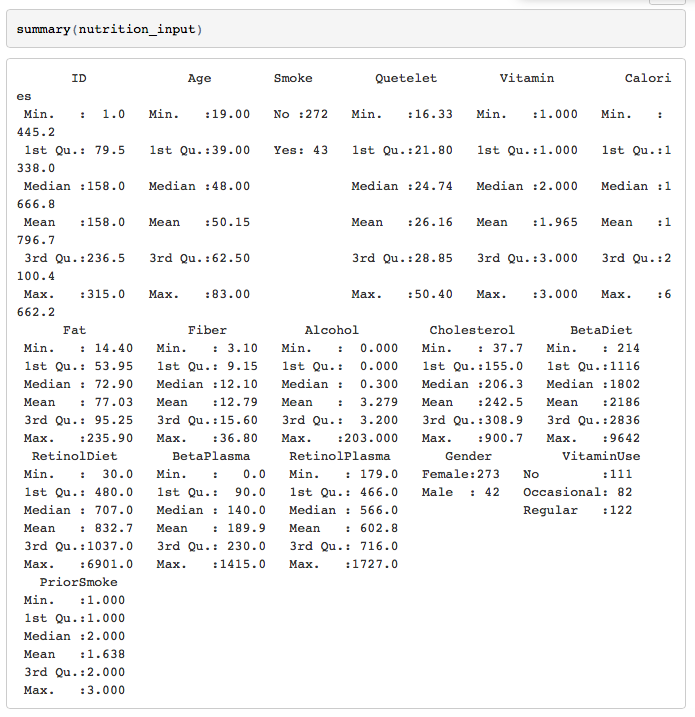 summary(nutrition_input)
       ID              Age         Smoke        Quetelet        Vitamin         Calori
es
 Min.   :  1.0   Min.   :19.00   No :272   Min.   :16.33   Min.   :1.000   Min.   :
445.2
 1st Qu.: 79.5   1st Qu.:39.00   Yes: 43   1st Qu.:21.80   1st Qu.:1.000   1st Qu.:1
338.0
 Median :158.0   Median :48.00             Median :24.74   Median :2.000   Median :1
666.8
 Mean   :158.0   Mean   :50.15             Mean   :26.16   Mean   :1.965   Mean   :1
796.7
 3rd Qu.:236.5   3rd Qu.:62.50             3rd Qu.:28.85   3rd Qu.:3.000   3rd Qu.:2
100.4
 Max.   :315.0   Max.   :83.00             Max.   :50.40   Max.   :3.000   Max.   :6
662.2
      Fat             Fiber          Alcohol         Cholesterol       BetaDiet
 Min.   : 14.40   Min.   : 3.10   Min.   :  0.000   Min.   : 37.7   Min.   : 214
 1st Qu.: 53.95   1st Qu.: 9.15   1st Qu.:  0.000   1st Qu.:155.0   1st Qu.:1116
 Median : 72.90   Median :12.10   Median :  0.300   Median :206.3   Median :1802
 Mean   : 77.03   Mean   :12.79   Mean   :  3.279   Mean   :242.5   Mean   :2186
 3rd Qu.: 95.25   3rd Qu.:15.60   3rd Qu.:  3.200   3rd Qu.:308.9   3rd Qu.:2836
 Max.   :235.90   Max.   :36.80   Max.   :203.000   Max.   :900.7   Max.   :9642
  RetinolDiet       BetaPlasma     RetinolPlasma       Gender         VitaminUse
 Min.   :  30.0   Min.   :   0.0   Min.   : 179.0   Female:273   No        :111
 1st Qu.: 480.0   1st Qu.:  90.0   1st Qu.: 466.0   Male  : 42   Occasional: 82
 Median : 707.0   Median : 140.0   Median : 566.0                Regular   :122
 Mean   : 832.7   Mean   : 189.9   Mean   : 602.8
 3rd Qu.:1037.0   3rd Qu.: 230.0   3rd Qu.: 716.0
 Max.   :6901.0   Max.   :1415.0   Max.   :1727.0
   PriorSmoke
 Min.   :1.000
 1st Qu.:1.000
 Median :2.000
 Mean   :1.638
 3rd Qu.:2.000
 Max.   :3.000